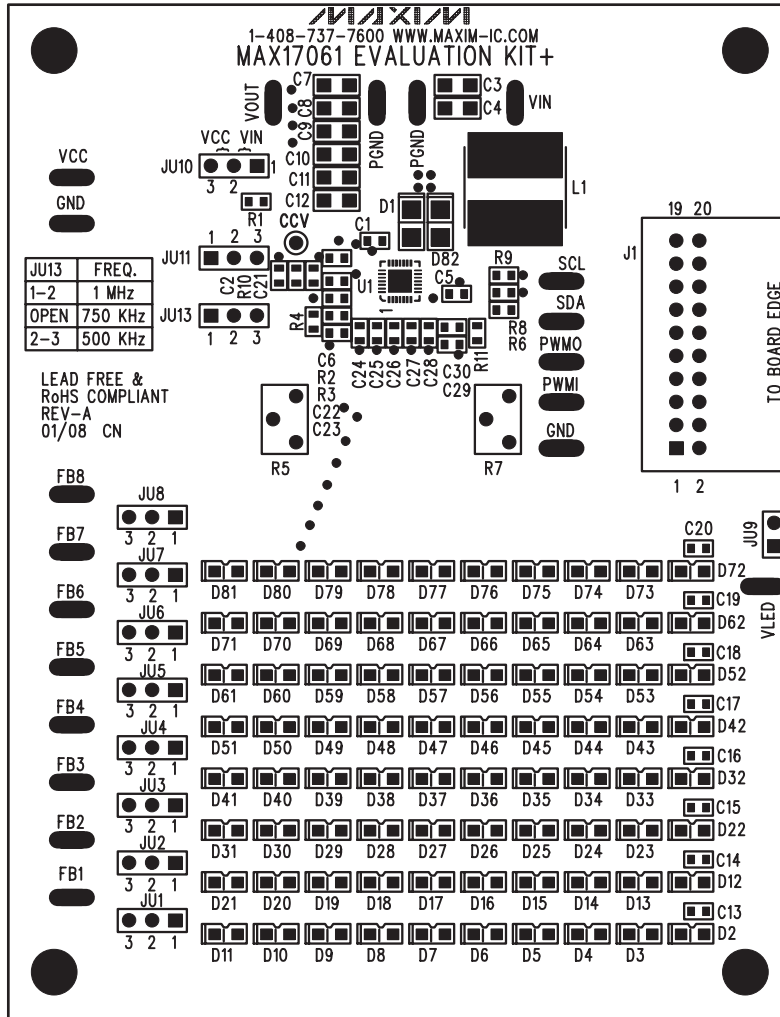 MAXIM
1-408-737-7600 WWW.MAXIM-IC.COM
MAX17061 EVALUATION KIT+
VOUT
C7
C8
C9
C10
C11
C12
PGND
PGND
C3
C4
VIN
VCC
GND
VCC VIN
JU10
1
3 2
R1
CCV
C1
D1
D82
L1
JU13 FREQ.
1-2 1 MHz
OPEN 750 KHz
2-3 500 KHz
JU11
1 2 3
C2
R10
C21
JU13
1 2 3
R4
U1
1
C5
R9
R8
R6
SCL
SDA
PWMO
PWMI
GND
J1
19 20
TO BOARD EDGE
1 2
C6
R2
R3
C22
C23
C24
C25
C26
C27
C28
C30
C29
R11
LEAD FREE &
RoHS COMPLIANT
REV-A
01/08 CN
R5
R7
FB8
JU8
3 2 1
FB7
JU7
3 2 1
FB6
JU6
3 2 1
FB5
JU5
3 2 1
FB4
JU4
3 2 1
FB3
JU3
3 2 1
FB2
JU2
3 2 1
FB1
JU1
3 2 1
C20
JU9
VLED
D81 D80 D79 D78 D77 D76 D75 D74 D73 D72
C19
D71 D70 D69 D68 D67 D66 D65 D64 D63 D62
C18
D61 D60 D59 D58 D57 D56 D55 D54 D53 D52
C17
D51 D50 D49 D48 D47 D46 D45 D44 D43 D42
C16
D41 D40 D39 D38 D37 D36 D35 D34 D33 D32
C15
D31 D30 D29 D28 D27 D26 D25 D24 D23 D22
C14
D21 D20 D19 D18 D17 D16 D15 D14 D13 D12
C13
D11 D10 D9 D8 D7 D6 D5 D4 D3 D2